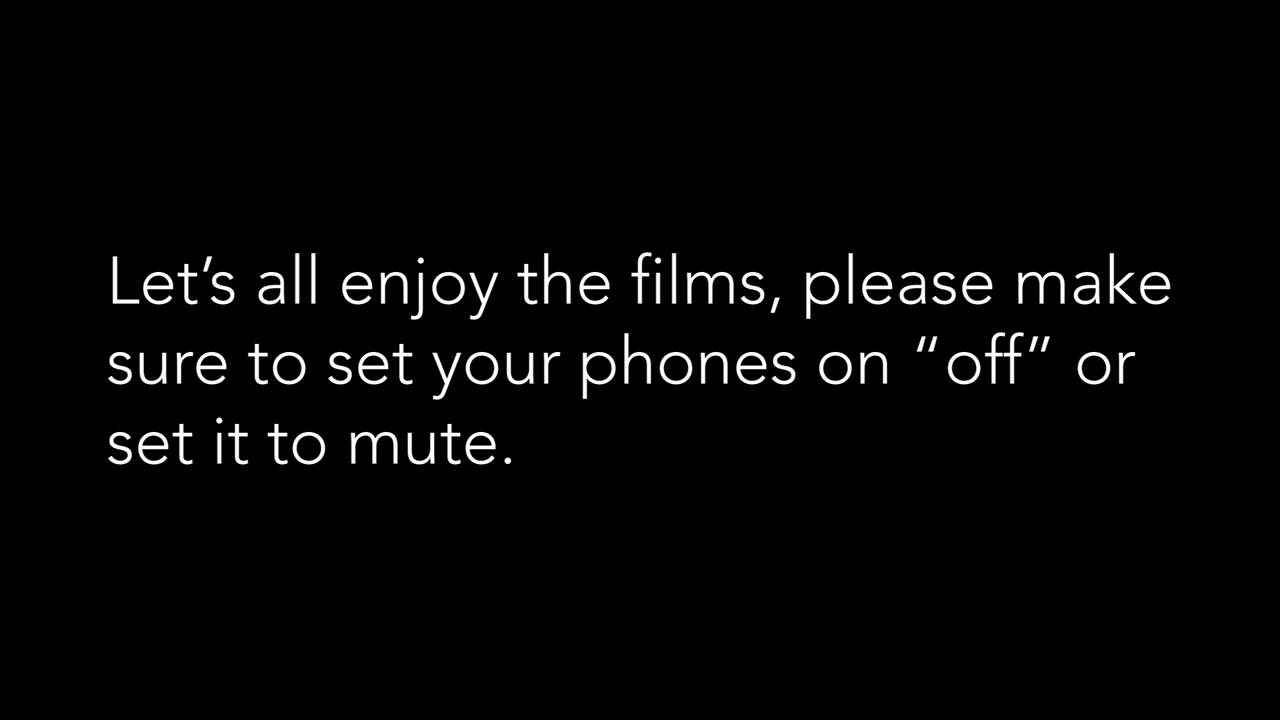 Let’s all enjoy the films, please make
sure to set your phones on “off” or
set it to mute.